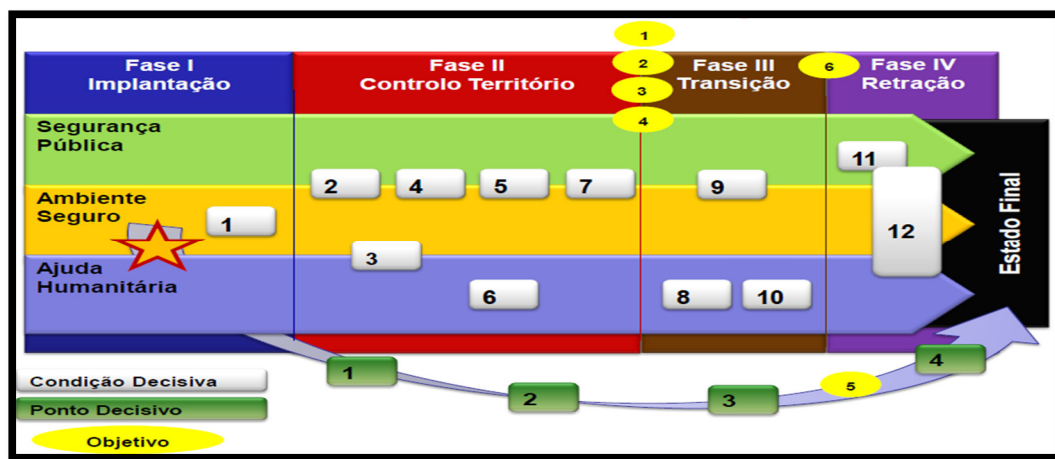 1
2
3
4
6
Fase I
Implantação
Fase II
Controlo Território
Fase III
Transição
Fase IV
Retração
Segurança
Pública
11
2
4
5
7
9
Ambiente
Seguro
1
12
3
Ajuda
Humanitária
6
8
10
Estado Final
1
2
3
5
4
Condição Decisiva
Ponto Decisivo
Objetivo